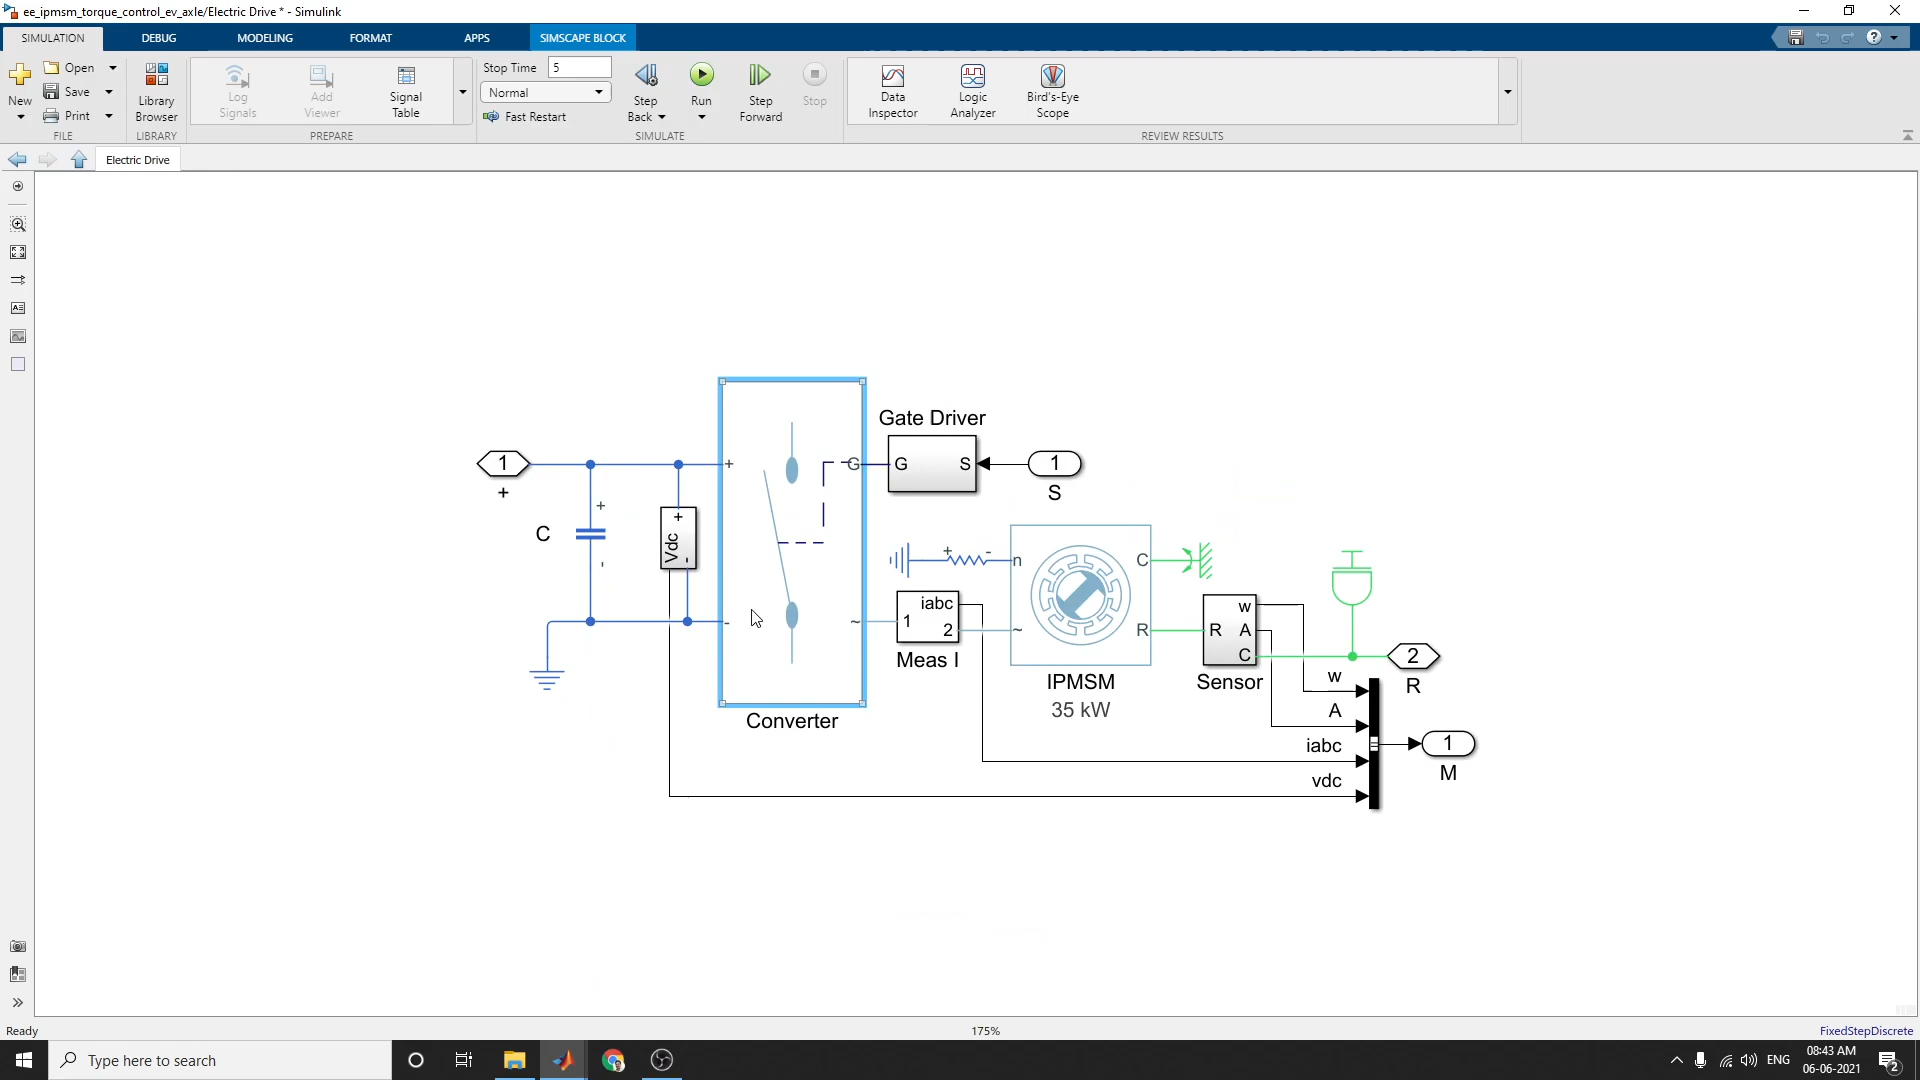 ee_ipmsm_torque_control_ev_axle/Electric Drive * - Simulink
SIMULATION
DEBUG
MODELING
FORMAT
APPS
SIMSCAPE BLOCK
New
Open
Save
Print
FILE
Library
Browser
LIBRARY
Log
Signals
Add
Viewer
Signal
Table
PREPARE
Stop Time
5
Normal
Fast Restart
Step
Back
Run
Step
Forward
Stop
SIMULATE
Data
Inspector
Logic
Analyzer
Bird's-Eye
Scope
REVIEW RESULTS
Electric Drive
1
+
C
+
-
Vdc
+
-
+
-
G
~
Converter
Gate Driver
G
S
1
S
+
-
iabc
1
2
Meas I
n
~
C
R
IPMSM
35 kW
R
w
A
C
Sensor
2
R
w
A
iabc
vdc
1
M
Ready
175%
FixedStepDiscrete
Type here to search
ENG
08:43 AM
06-06-2021
2